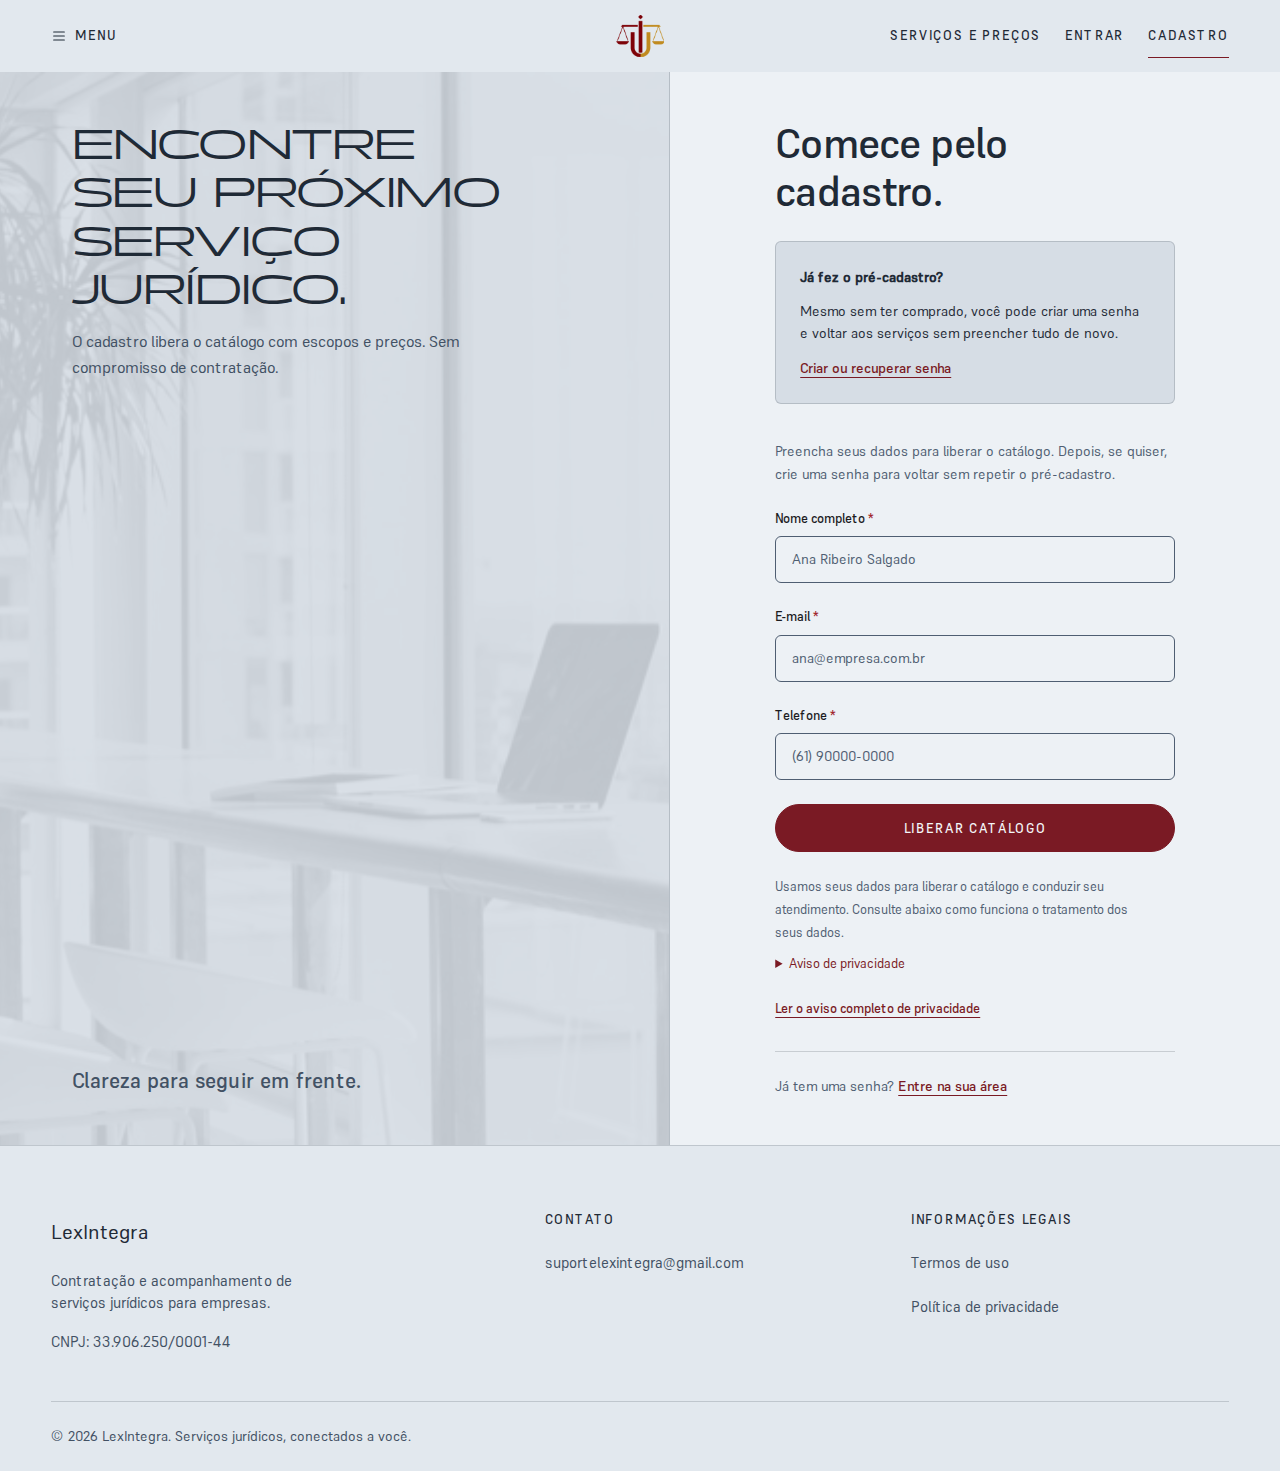 MENU
SERVIÇOS E PREÇOS
ENTRAR
CADASTRO
ENCONTRE
SEU PRÓXIMO
SERVIÇO
JURÍDICO.
O cadastro libera o catálogo com escopos e preços. Sem
compromisso de contratação.
Clareza para seguir em frente.
Comece pelo
cadastro.
Já fez o pré-cadastro?
Mesmo sem ter comprado, você pode criar uma senha
e voltar aos serviços sem preencher tudo de novo.
Criar ou recuperar senha
Preencha seus dados para liberar o catálogo. Depois, se quiser,
crie uma senha para voltar sem repetir o pré-cadastro.
Nome completo *
Ana Ribeiro Salgado
E-mail *
ana@empresa.com.br
Telefone *
(61) 90000-0000
LIBERAR CATÁLOGO
Usamos seus dados para liberar o catálogo e conduzir seu
atendimento. Consulte abaixo como funciona o tratamento dos
seus dados.
Aviso de privacidade
Ler o aviso completo de privacidade
Já tem uma senha? Entre na sua área
LexIntegra
Contratação e acompanhamento de
serviços jurídicos para empresas.
CNPJ: 33.906.250/0001-44
CONTATO
suportelexintegra@gmail.com
INFORMAÇÕES LEGAIS
Termos de uso
Política de privacidade
© 2026 LexIntegra. Serviços jurídicos, conectados a você.